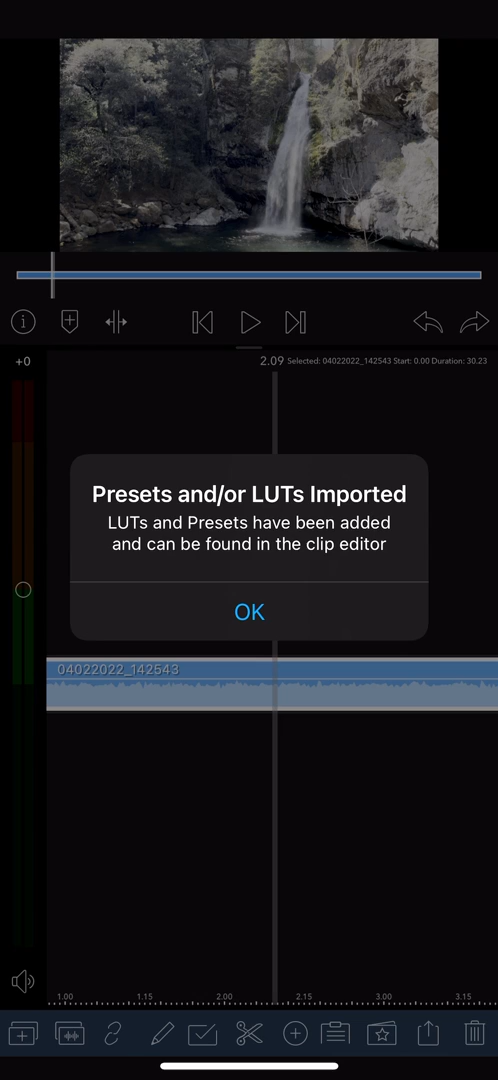 +0
2.09 Selected: 04022022_142543 Start: 0.00 Duration: 30.23
Presets and/or LUTs Imported
LUTs and Presets have been added
and can be found in the clip editor
OK
04022022_142543
1.00 1.15 2.00 2.15 3.00 3.15